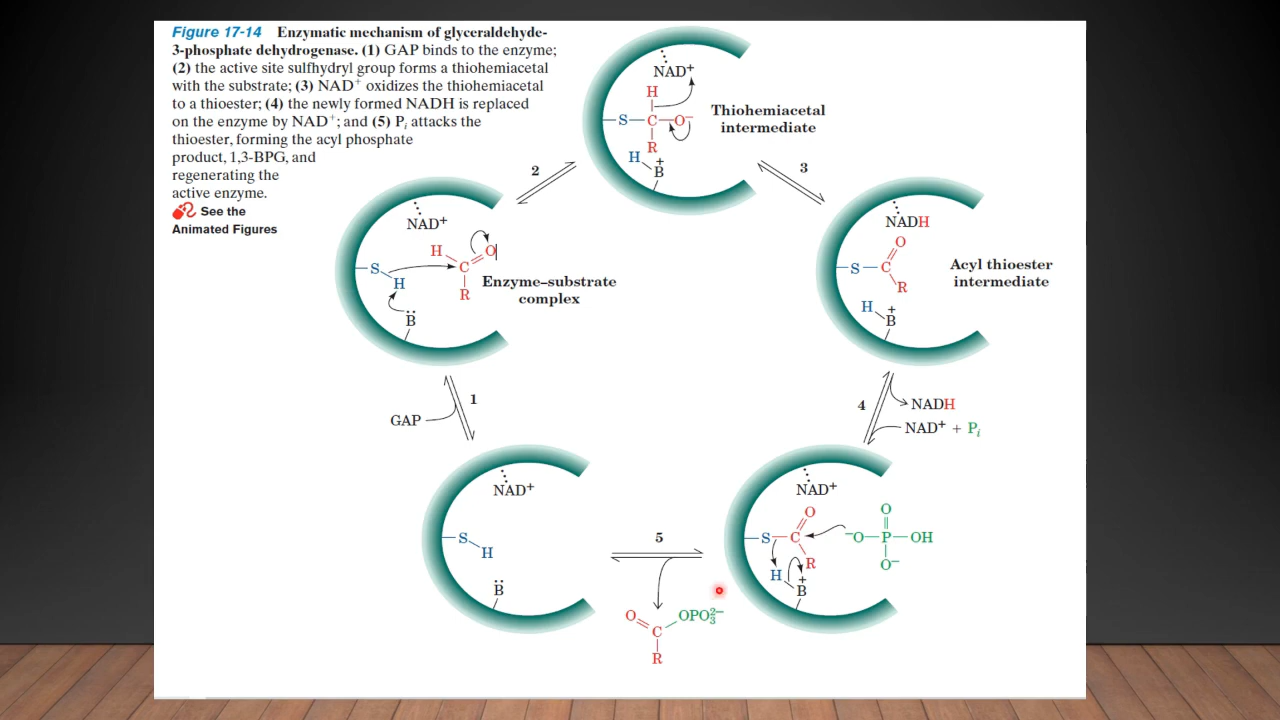 Figure 17-14 Enzymatic mechanism of glyceraldehyde-
3-phosphate dehydrogenase. (1) GAP binds to the enzyme;
(2) the active site sulfhydryl group forms a thiohemiacetal
with the substrate; (3) NAD+ oxidizes the thiohemiacetal
to a thioester; (4) the newly formed NADH is replaced
on the enzyme by NAD+; and (5) Pi attacks the
thioester, forming the acyl phosphate
product, 1,3-BPG, and
regenerating the
active enzyme.
See the
Animated Figures
NAD+
H
S—C—O−
R
H
+
B
Thiohemiacetal
intermediate
2
3
NAD+
H
O
S
C
H
R
B
Enzyme–substrate
complex
NADH
O
S—C
R
H
+
B
Acyl thioester
intermediate
1
GAP
4
NADH
NAD+ + Pi
NAD+
S
H
B
5
O
C
OPO3 2−
R
NAD+
O
S—C
R
H
+
B
O
−O—P—OH
O−